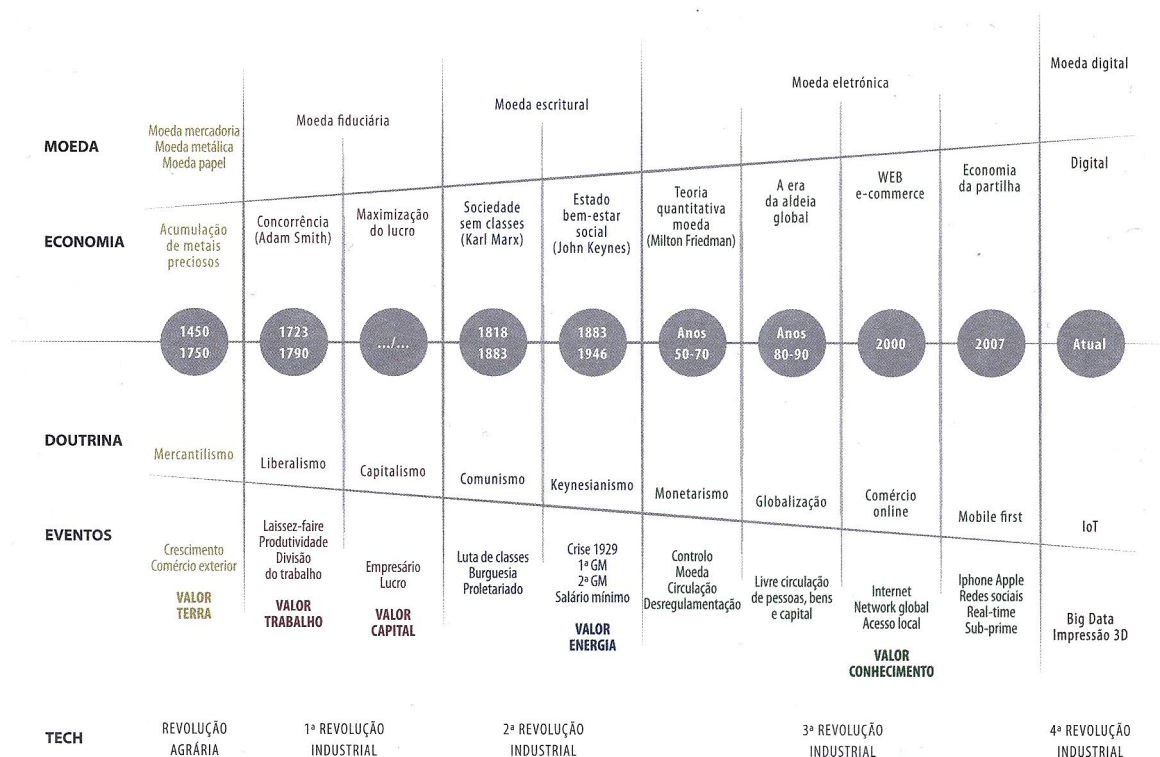 MOEDA
Moeda mercadoria
Moeda metálica
Moeda papel
Moeda fiduciária
Moeda escritural
Moeda eletrónica
Moeda digital
ECONOMIA
Acumulação
de metais
preciosos
Concorrência
(Adam Smith)
Maximização
do lucro
Sociedade
sem classes
(Karl Marx)
Estado
bem-estar
social
(John Keynes)
Teoria
quantitativa
moeda
(Milton Friedman)
A era
da aldeia
global
WEB
e-commerce
Economia
da partilha
Digital
1450
1750
1723
1790
.../...
1818
1883
1883
1946
Anos
50-70
Anos
80-90
2000
2007
Atual
DOUTRINA
Mercantilismo
Liberalismo
Capitalismo
Comunismo
Keynesianismo
Monetarismo
Globalização
Comércio
online
Mobile first
IoT
EVENTOS
Crescimento
Comércio exterior
VALOR
TERRA
Laissez-faire
Produtividade
Divisão
do trabalho
VALOR
TRABALHO
Empresário
Lucro
VALOR
CAPITAL
Luta de classes
Burguesia
Proletariado
Crise 1929
1ª GM
2ª GM
Salário mínimo
VALOR
ENERGIA
Controlo
Moeda
Circulação
Desregulamentação
Livre circulação
de pessoas, bens
e capital
Internet
Network global
Acesso local
VALOR
CONHECIMENTO
Iphone Apple
Redes sociais
Real-time
Sub-prime
Big Data
Impressão 3D
TECH
REVOLUÇÃO
AGRÁRIA
1ª REVOLUÇÃO
INDUSTRIAL
2ª REVOLUÇÃO
INDUSTRIAL
3ª REVOLUÇÃO
INDUSTRIAL
4ª REVOLUÇÃO
INDUSTRIAL